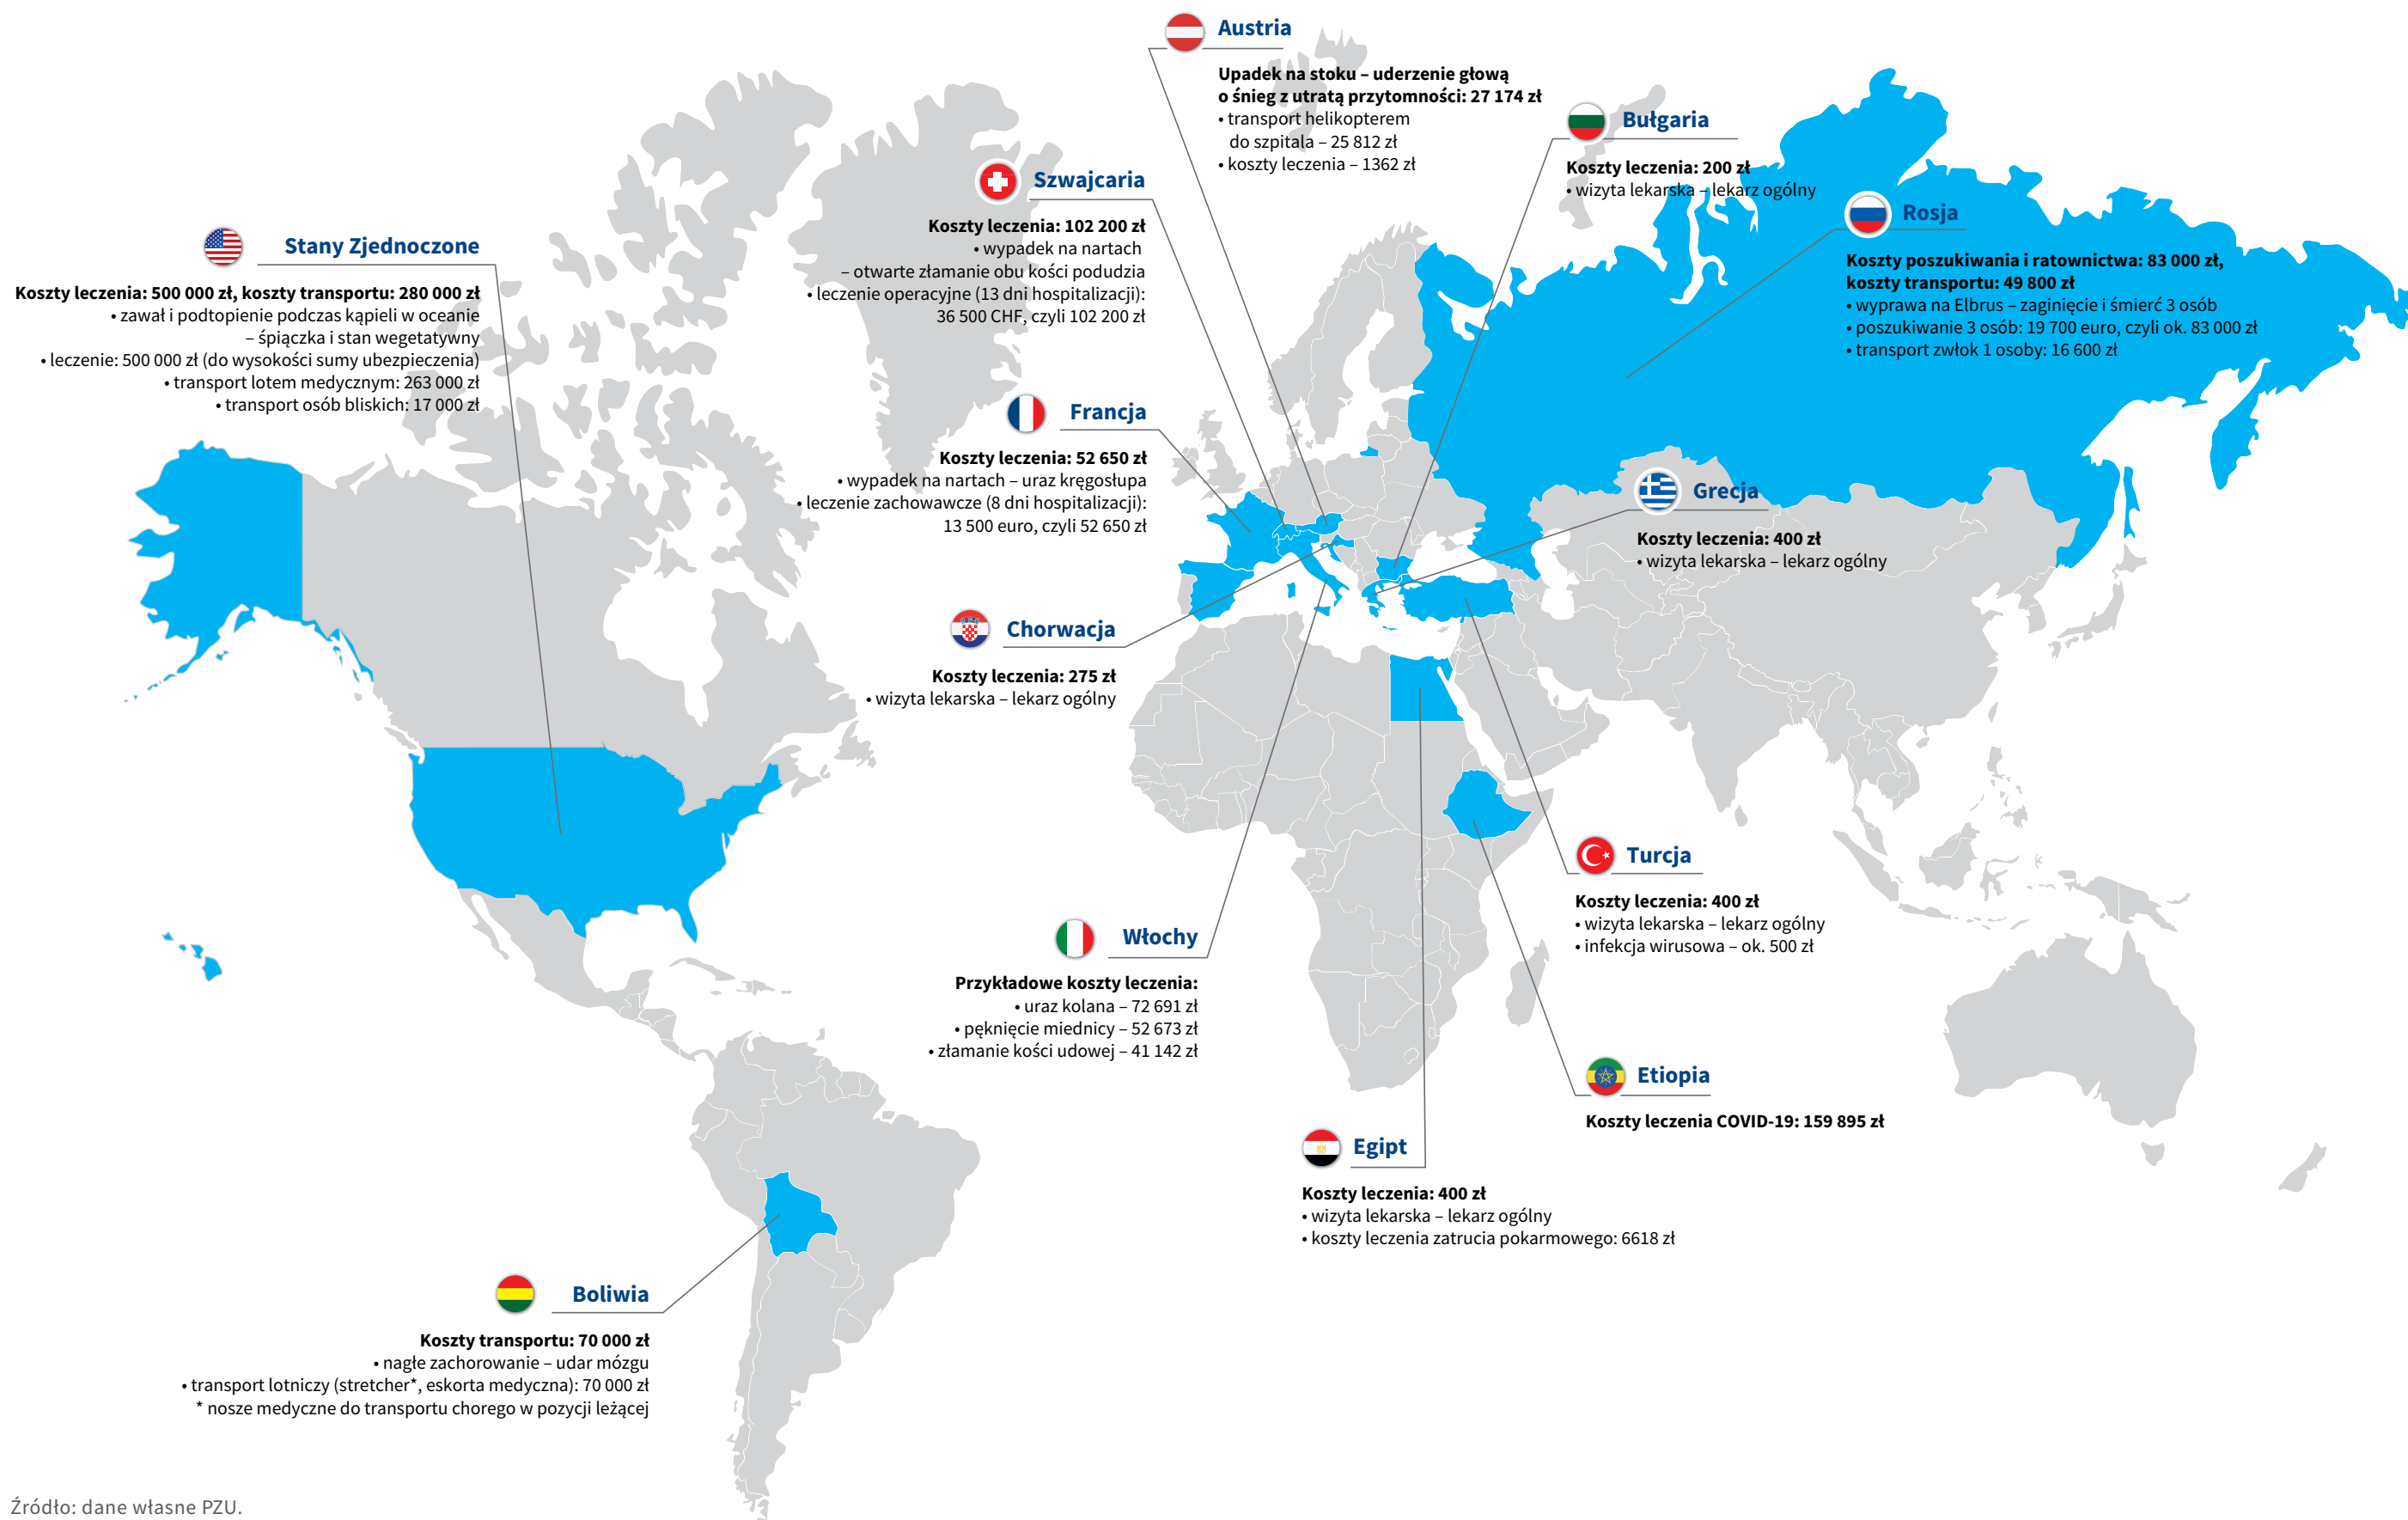 Austria
Upadek na stoku – uderzenie głową
o śnieg z utratą przytomności: 27 174 zł
• transport helikopterem
do szpitala – 25 812 zł
• koszty leczenia – 1362 zł
Bułgaria
Koszty leczenia: 200 zł
• wizyta lekarska – lekarz ogólny
Szwajcaria
Koszty leczenia: 102 200 zł
• wypadek na nartach
– otwarte złamanie obu kości podudzia
• leczenie operacyjne (13 dni hospitalizacji):
36 500 CHF, czyli 102 200 zł
Rosja
Koszty poszukiwania i ratownictwa: 83 000 zł,
koszty transportu: 49 800 zł
• wyprawa na Elbrus – zaginięcie i śmierć 3 osób
• poszukiwanie 3 osób: 19 700 euro, czyli ok. 83 000 zł
• transport zwłok 1 osoby: 16 600 zł
Stany Zjednoczone
Koszty leczenia: 500 000 zł, koszty transportu: 280 000 zł
• zawał i podtopienie podczas kąpieli w oceanie
– śpiączka i stan wegetatywny
• leczenie: 500 000 zł (do wysokości sumy ubezpieczenia)
• transport lotem medycznym: 263 000 zł
• transport osób bliskich: 17 000 zł
Francja
Koszty leczenia: 52 650 zł
• wypadek na nartach – uraz kręgosłupa
• leczenie zachowawcze (8 dni hospitalizacji):
13 500 euro, czyli 52 650 zł
Grecja
Koszty leczenia: 400 zł
• wizyta lekarska – lekarz ogólny
Chorwacja
Koszty leczenia: 275 zł
• wizyta lekarska – lekarz ogólny
Turcja
Koszty leczenia: 400 zł
• wizyta lekarska – lekarz ogólny
• infekcja wirusowa – ok. 500 zł
Włochy
Przykładowe koszty leczenia:
• uraz kolana – 72 691 zł
• pęknięcie miednicy – 52 673 zł
• złamanie kości udowej – 41 142 zł
Etiopia
Koszty leczenia COVID-19: 159 895 zł
Egipt
Koszty leczenia: 400 zł
• wizyta lekarska – lekarz ogólny
• koszty leczenia zatrucia pokarmowego: 6618 zł
Boliwia
Koszty transportu: 70 000 zł
• nagłe zachorowanie – udar mózgu
• transport lotniczy (stretcher*, eskorta medyczna): 70 000 zł
* nosze medyczne do transportu chorego w pozycji leżącej
Źródło: dane własne PZU.